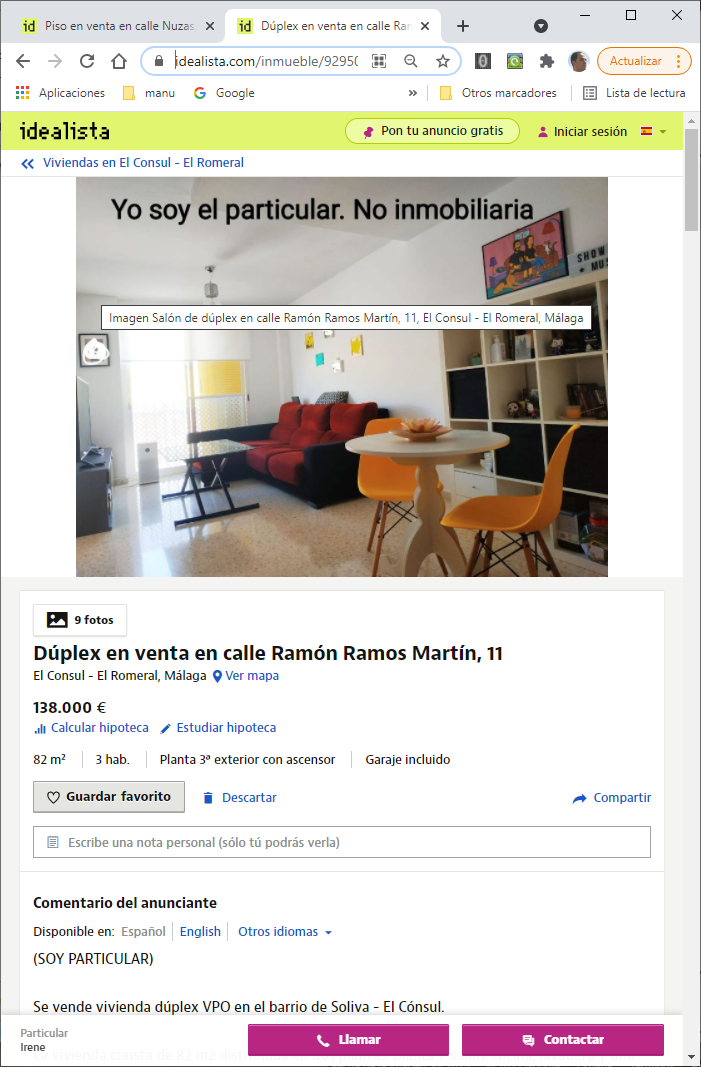 Piso en venta en calle Nuzas
Dúplex en venta en calle Ram
idealista.com/inmueble/9295
Actualizar
Aplicaciones
manu
Google
»
Otros marcadores
Lista de lectura
idealista
Pon tu anuncio gratis
Iniciar sesión
Viviendas en El Consul - El Romeral
Yo soy el particular. No inmobiliaria
SHOW
MUS
Imagen Salón de dúplex en calle Ramón Ramos Martín, 11, El Consul - El Romeral, Málaga
9 fotos
Dúplex en venta en calle Ramón Ramos Martín, 11
El Consul - El Romeral, Málaga Ver mapa
138.000 €
Calcular hipoteca Estudiar hipoteca
82 m² 3 hab. Planta 3ª exterior con ascensor Garaje incluido
Guardar favorito Descartar Compartir
Escribe una nota personal (sólo tú podrás verla)
Comentario del anunciante
Disponible en: Español English Otros idiomas
(SOY PARTICULAR)
Se vende vivienda dúplex VPO en el barrio de Soliva - El Cónsul.
Particular
Irene
Llamar
Contactar